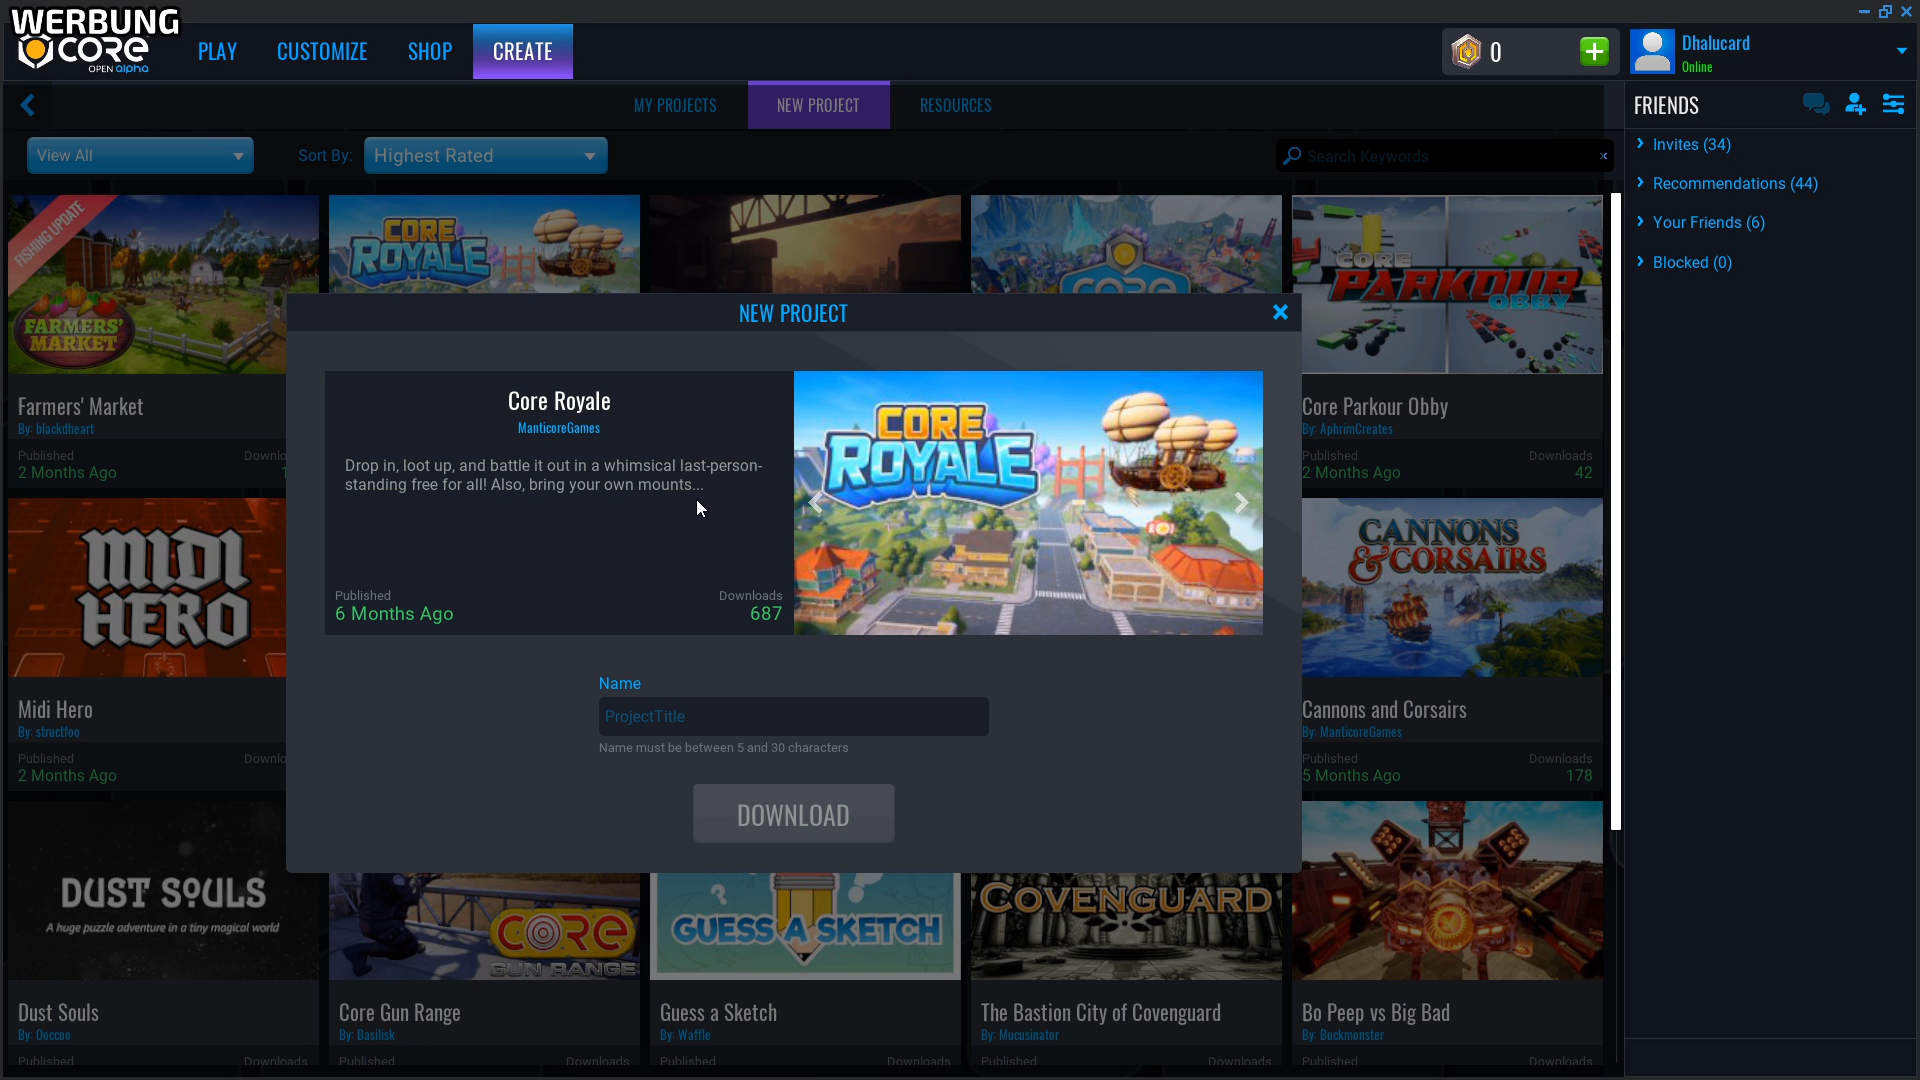 WERBUNG
CORE
OPEN alpha
PLAY
CUSTOMIZE
SHOP
CREATE
0
Dhalucard
Online
MY PROJECTS
NEW PROJECT
RESOURCES
FRIENDS
View All
Sort By:
Highest Rated
Search Keywords
Invites (34)
Recommendations (44)
Your Friends (6)
Blocked (0)
FISHING UPDATE
FARMERS' MARKET
CORE ROYALE
CORE
CORE PARKOUR OBBY
Farmers' Market
By: blackdheart
Published
2 Months Ago
Core Parkour Obby
By: AphrimCreates
Published
Downloads
2 Months Ago
42
NEW PROJECT
Core Royale
ManticoreGames
Drop in, loot up, and battle it out in a whimsical last-person-
standing free for all! Also, bring your own mounts...
Published
Downloads
6 Months Ago
687
CORE
ROYALE
Name
ProjectTitle
Name must be between 5 and 30 characters
DOWNLOAD
MIDI
HERO
Midi Hero
By: structfoo
Published
2 Months Ago
CANNONS
& CORSAIRS
Cannons and Corsairs
By: ManticoreGames
Published
Downloads
5 Months Ago
178
DUST SOULS
A huge puzzle adventure in a tiny magical world
CORE
GUN RANGE
GUESS A SKETCH
COVENGUARD
Dust Souls
By: Ooccoo
Published
Downloads
Core Gun Range
By: Basilisk
Published
Downloads
Guess a Sketch
By: Waffle
Published
Downloads
The Bastion City of Covenguard
By: Mucusinator
Published
Downloads
Bo Peep vs Big Bad
By: Buckmonster
Published
Downloads